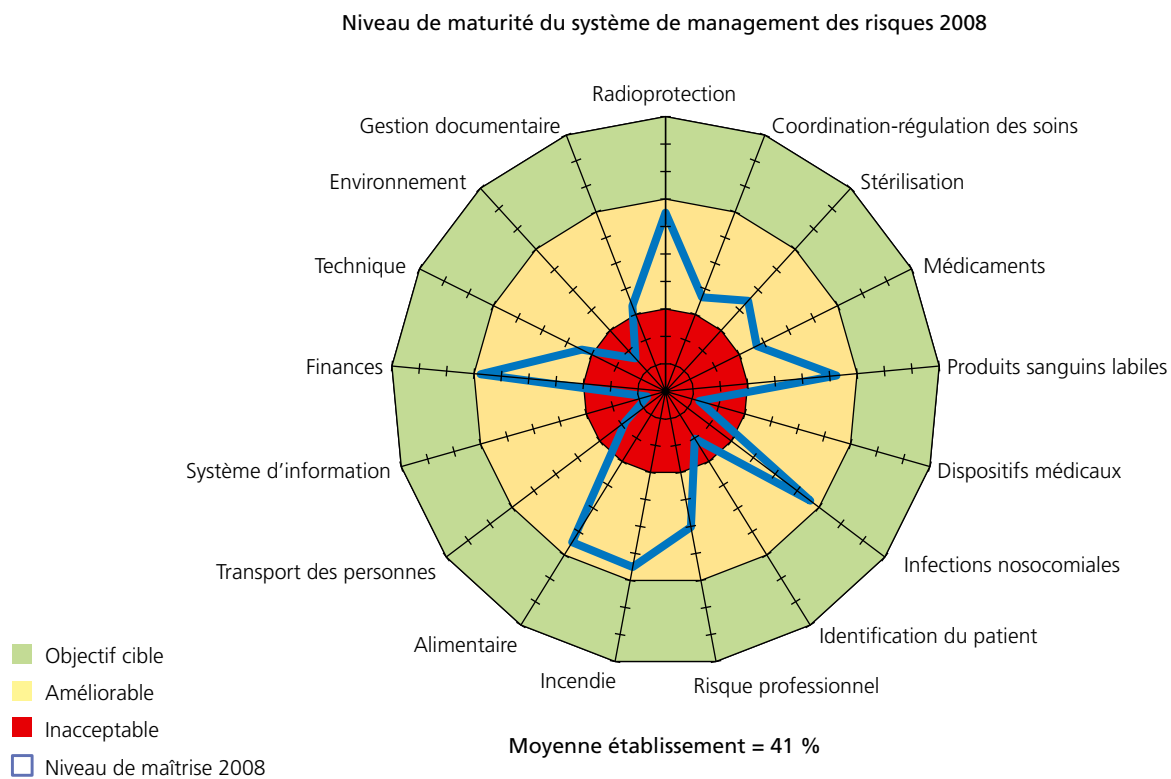 Niveau de maturité du système de management des risques 2008
Radioprotection
Coordination-régulation des soins
Stérilisation
Médicaments
Produits sanguins labiles
Dispositifs médicaux
Infections nosocomiales
Identification du patient
Risque professionnel
Incendie
Alimentaire
Transport des personnes
Système d’information
Finances
Technique
Environnement
Gestion documentaire
Objectif cible
Améliorable
Inacceptable
Niveau de maîtrise 2008
Moyenne établissement = 41 %